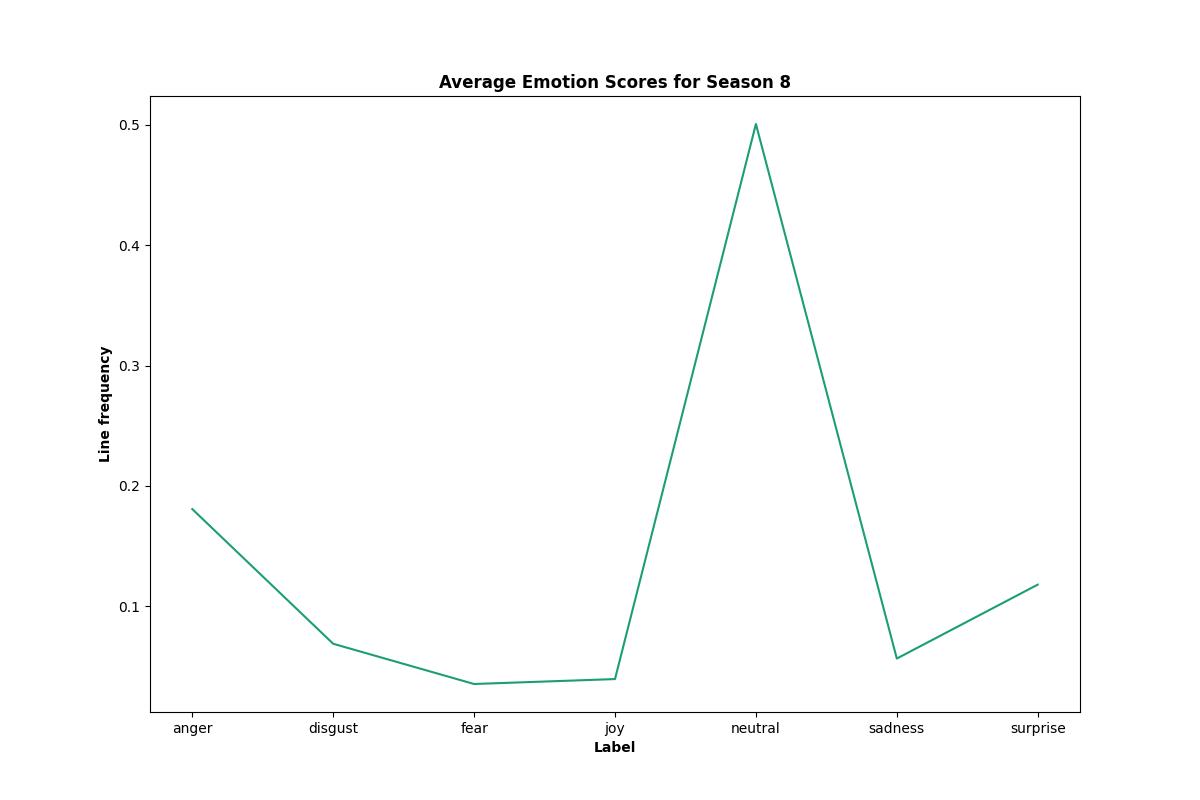 Average Emotion Scores for Season 8
0.5
0.4
0.3
0.2
0.1
Line frequency
anger disgust fear joy neutral sadness surprise
Label